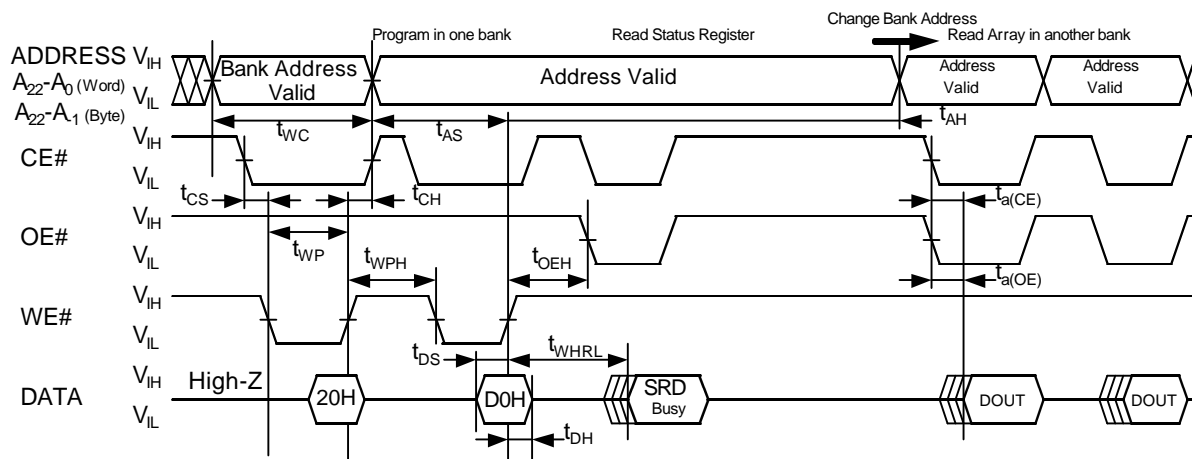 Change Bank Address
Program in one bank Read Status Register Read Array in another bank
ADDRESS VIH
A22-A0 (Word) VIL
A22-A-1 (Byte)
Bank Address Valid Address Valid Address Valid Address Valid
tWC tAS tAH
CE# VIH
VIL
tCS tCH ta(CE)
OE# VIH
VIL
tWP tWPH tOEH ta(OE)
WE# VIH
VIL
tDS tWHRL
DATA VIH
VIL
High-Z 20H D0H SRD Busy DOUT DOUT
tDH